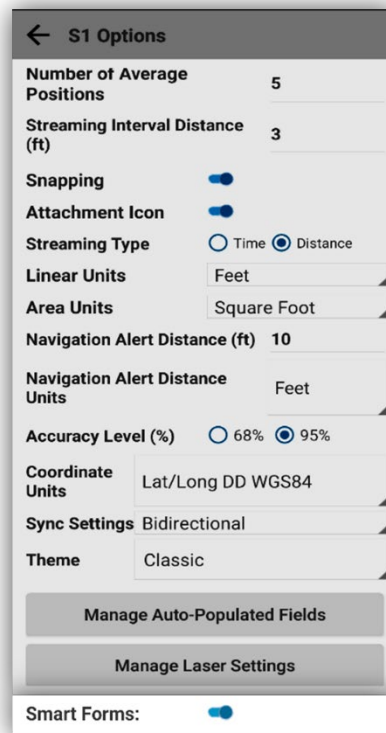 S1 Options
Number of Average
Positions
5
Streaming Interval Distance
(ft)
3
Snapping
Attachment Icon
Streaming Type Time Distance
Linear Units Feet
Area Units Square Foot
Navigation Alert Distance (ft) 10
Navigation Alert Distance
Units
Feet
Accuracy Level (%) 68% 95%
Coordinate
Units
Lat/Long DD WGS84
Sync Settings Bidirectional
Theme Classic
Manage Auto-Populated Fields
Manage Laser Settings
Smart Forms: